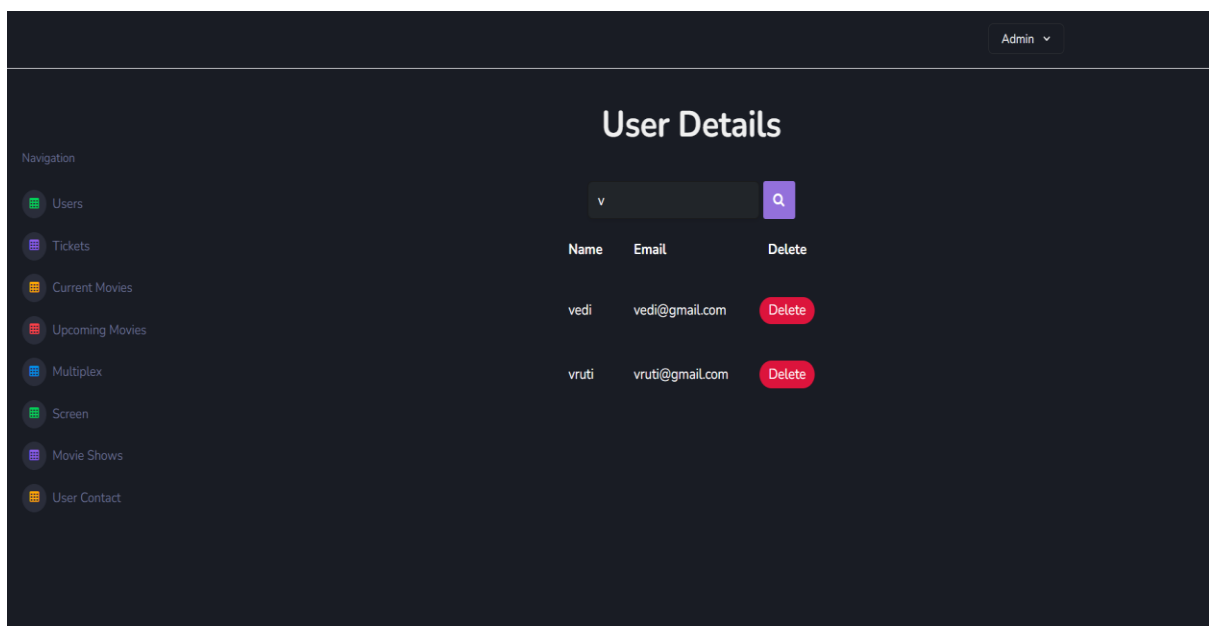 Admin
User Details
Navigation
Users
Tickets
Current Movies
Upcoming Movies
Multiplex
Screen
Movie Shows
User Contact
v
Name Email Delete
vedi vedi@gmail.com Delete
vruti vruti@gmail.com Delete